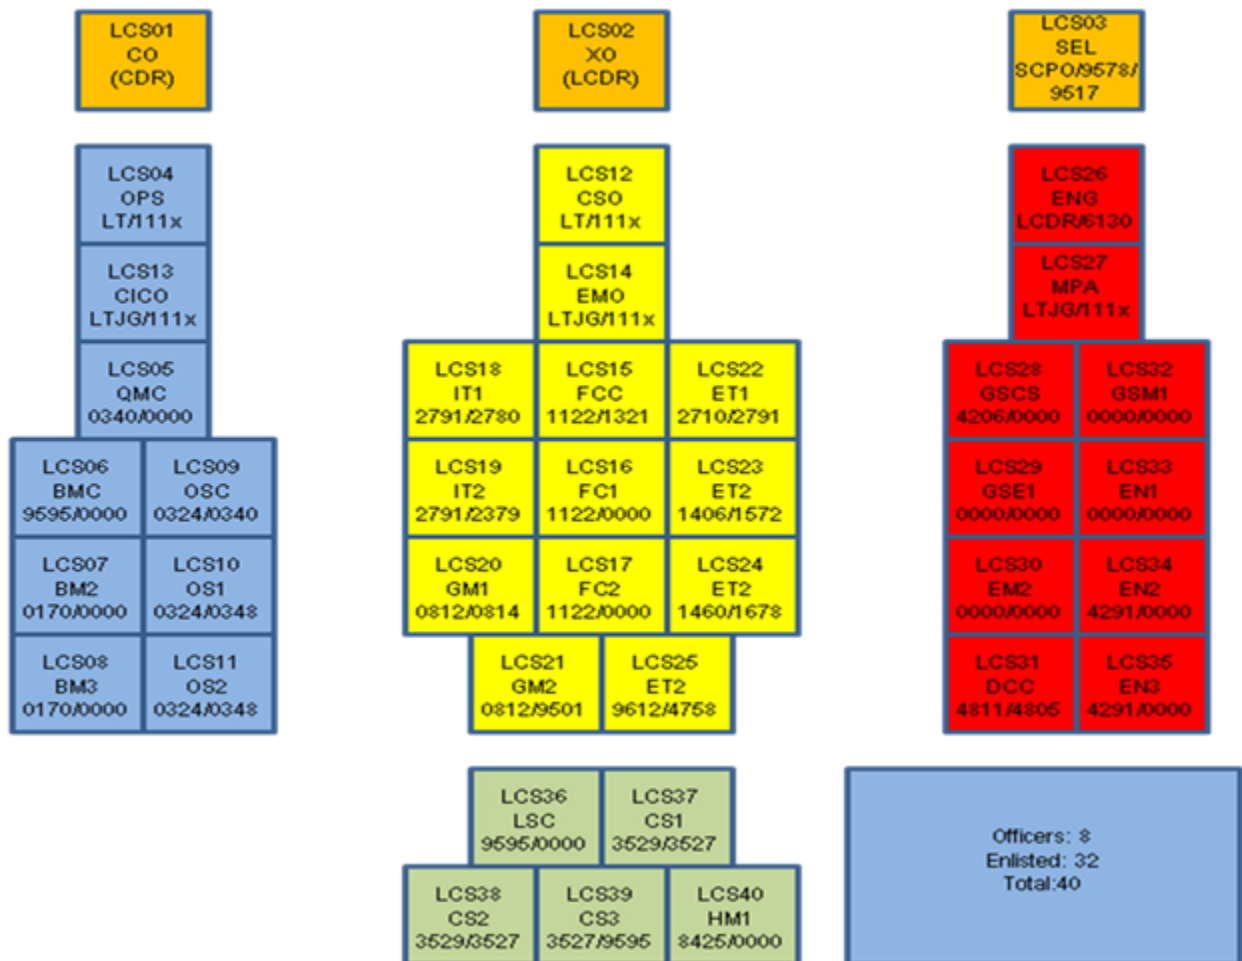 LCS01
CO
(CDR)
LCS02
XO
(LCDR)
LCS03
SEL
SCPO/9578/
9517
LCS04
OPS
LT/111x
LCS13
CICO
LTJG/111x
LCS05
QMC
0340/0000
LCS06
BMC
9595/0000
LCS09
OSC
0324/0340
LCS07
BM2
0170/0000
LCS10
OS1
0324/0348
LCS08
BM3
0170/0000
LCS11
OS2
0324/0348
LCS12
CSO
LT/111x
LCS14
EMO
LTJG/111x
LCS18
IT1
2791/2780
LCS15
FCC
1122/1321
LCS22
ET1
2710/2791
LCS19
IT2
2791/2379
LCS16
FC1
1122/0000
LCS23
ET2
1406/1572
LCS20
GM1
0812/0814
LCS17
FC2
1122/0000
LCS24
ET2
1460/1678
LCS21
GM2
0812/9501
LCS25
ET2
9612/4758
LCS26
ENG
LCDR/6130
LCS27
MPA
LTJG/111x
LCS28
GSCS
4206/0000
LCS32
GSM1
0000/0000
LCS29
GSE1
0000/0000
LCS33
EN1
0000/0000
LCS30
EM2
0000/0000
LCS34
EN2
4291/0000
LCS31
DCC
4811/4805
LCS35
EN3
4291/0000
LCS36
LSC
9595/0000
LCS37
CS1
3529/3527
LCS38
CS2
3529/3527
LCS39
CS3
3527/9595
LCS40
HM1
8425/0000
Officers: 8
Enlisted: 32
Total:40